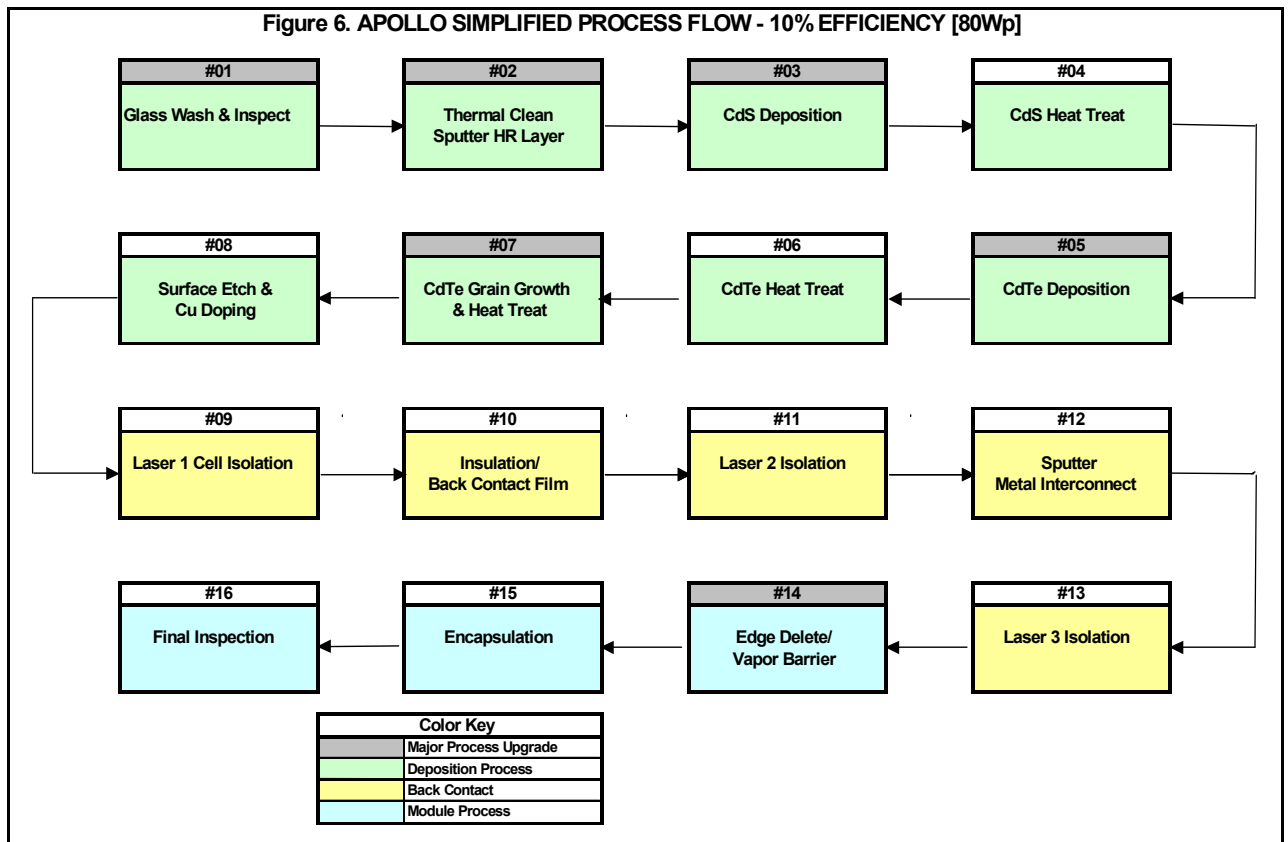 Figure 6. APOLLO SIMPLIFIED PROCESS FLOW - 10% EFFICIENCY [80Wp]
#01
Glass Wash & Inspect
#02
Thermal Clean
Sputter HR Layer
#03
CdS Deposition
#04
CdS Heat Treat
#08
Surface Etch &
Cu Doping
#07
CdTe Grain Growth
& Heat Treat
#06
CdTe Heat Treat
#05
CdTe Deposition
#09
Laser 1 Cell Isolation
#10
Insulation/
Back Contact Film
#11
Laser 2 Isolation
#12
Sputter
Metal Interconnect
#16
Final Inspection
#15
Encapsulation
#14
Edge Delete/
Vapor Barrier
#13
Laser 3 Isolation
Color Key
Major Process Upgrade
Deposition Process
Back Contact
Module Process